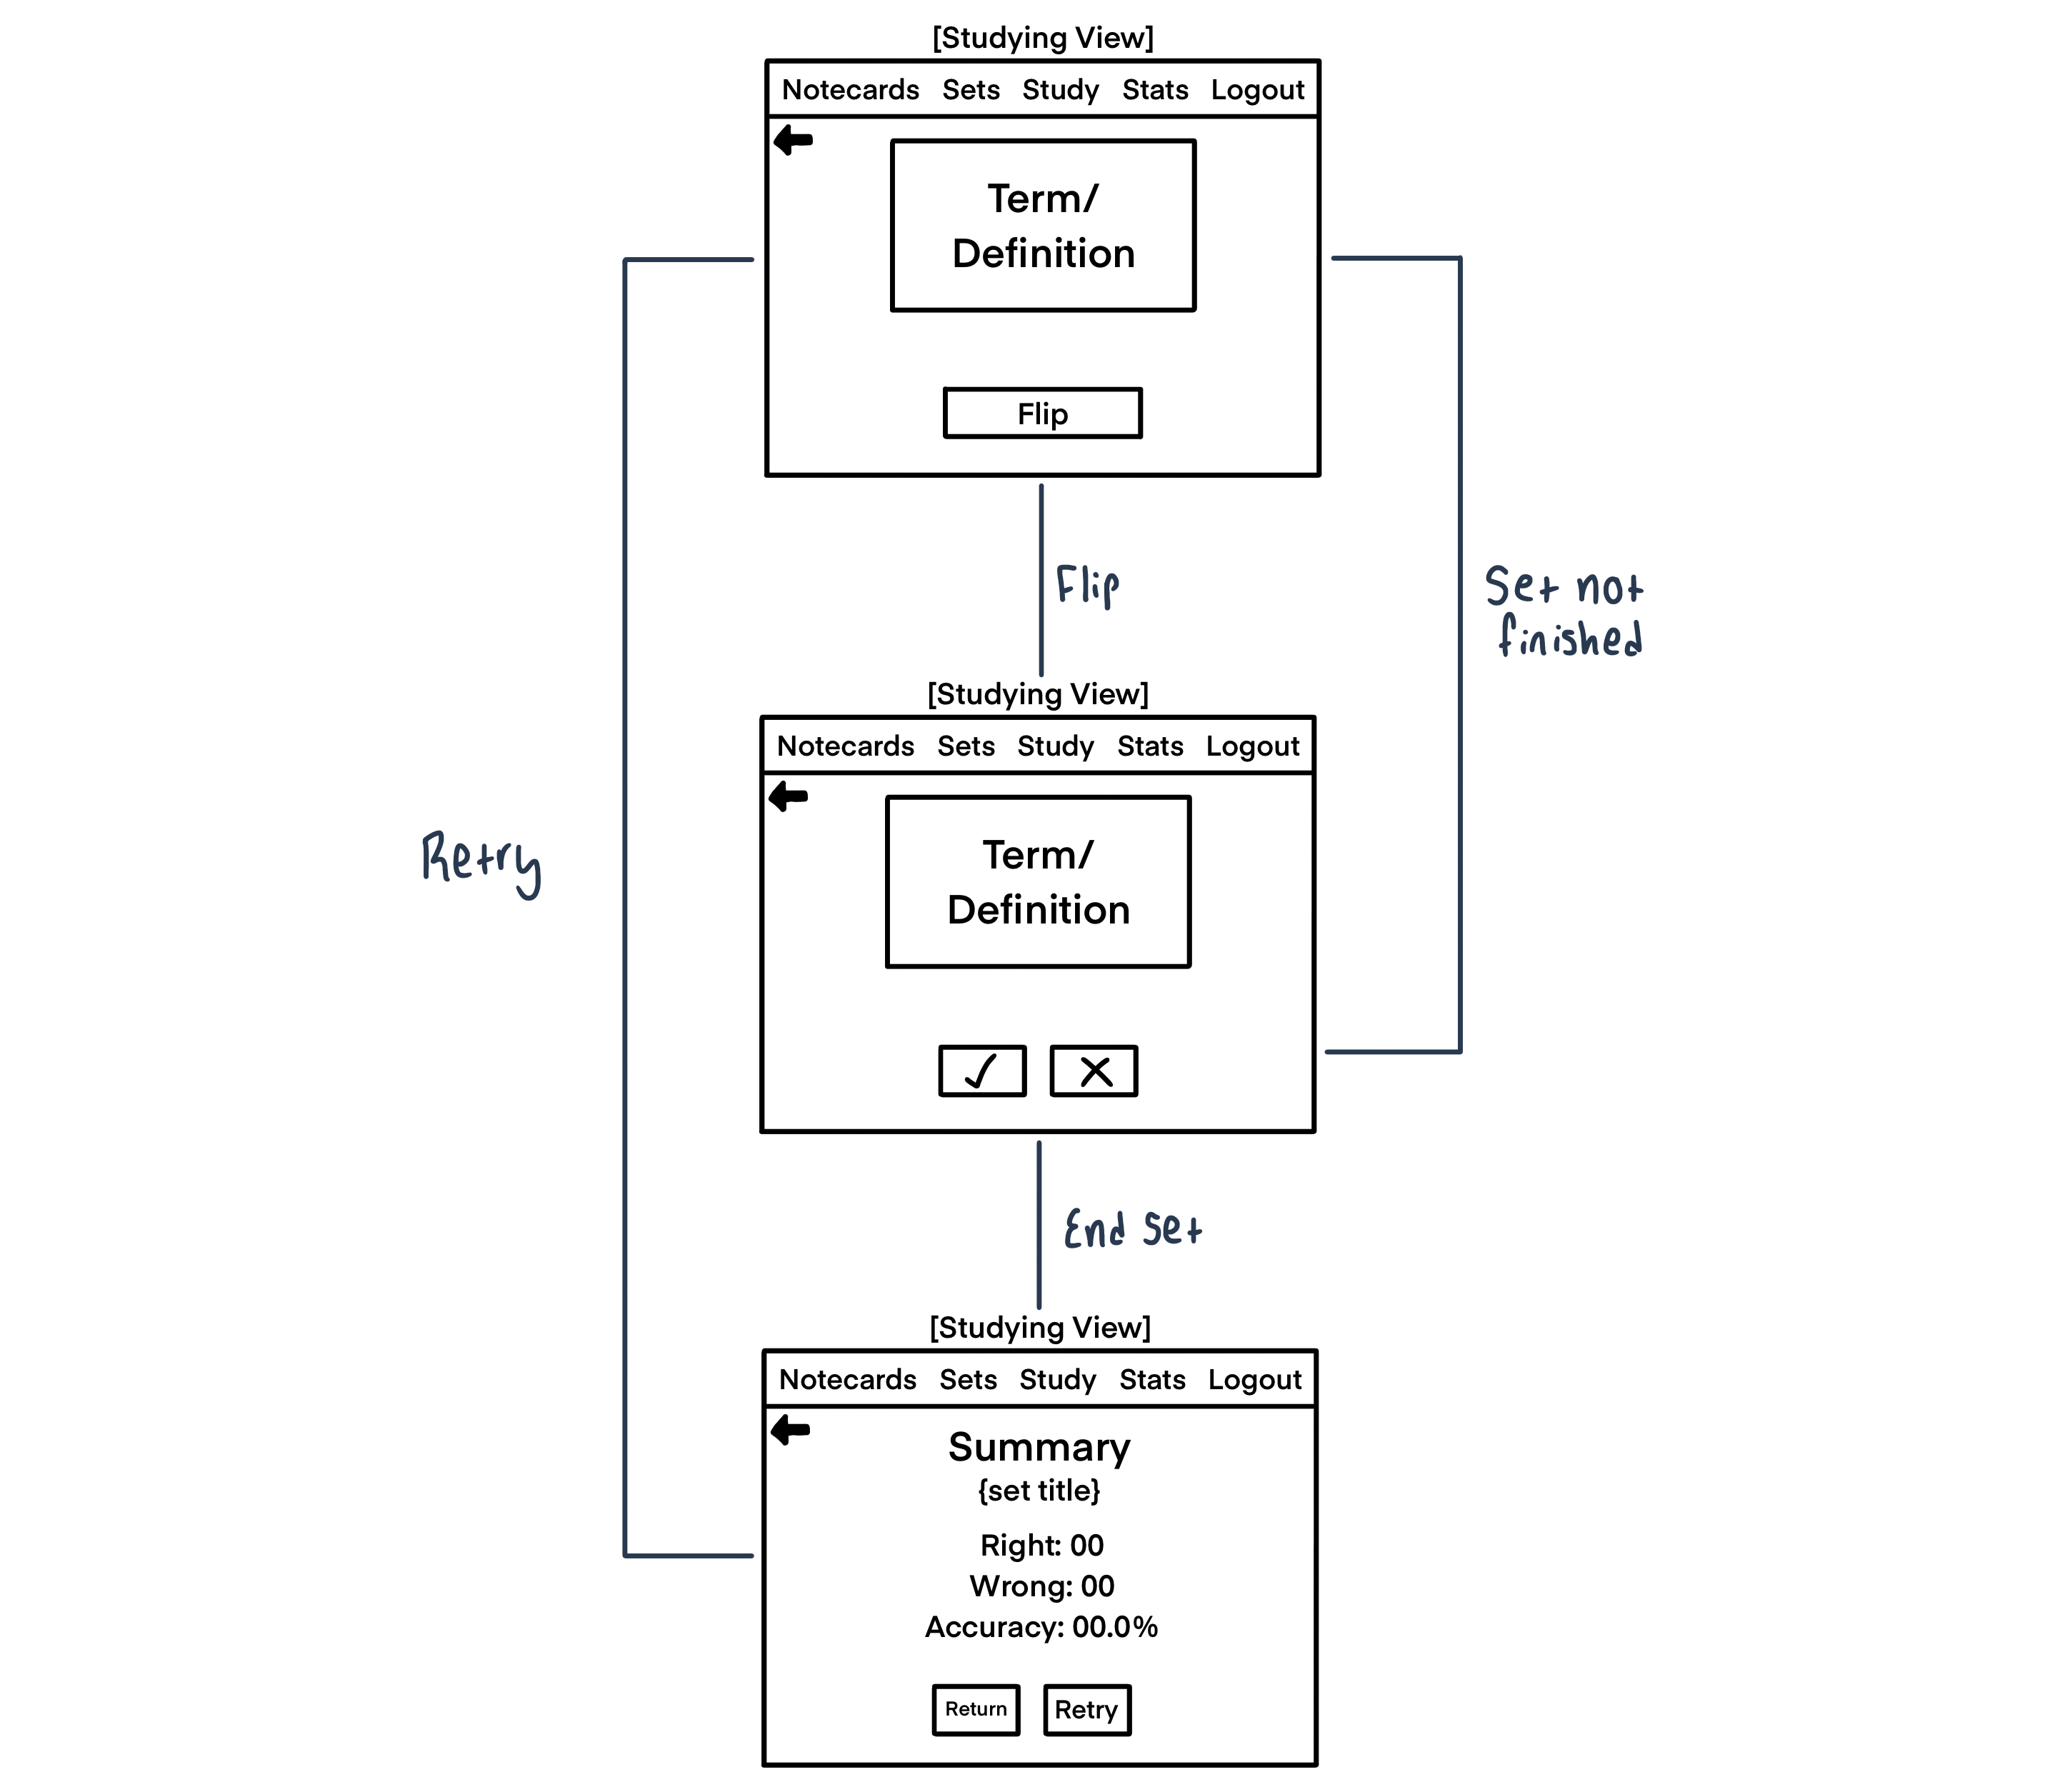 [Studying View]
Notecards Sets Study Stats Logout
Term/
Definition
Flip
Flip
Set not
finished
[Studying View]
Notecards Sets Study Stats Logout
Term/
Definition
Retry
End set
[Studying View]
Notecards Sets Study Stats Logout
Summary
{set title}
Right: 00
Wrong: 00
Accuracy: 00.0%
Return Retry